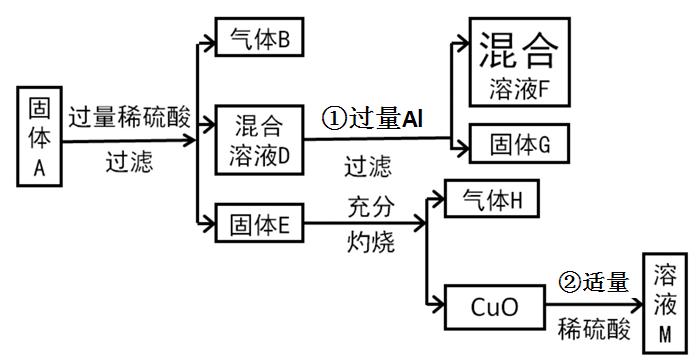 固体A
过量稀硫酸
过滤
气体B
混合
溶液D
固体E
①过量Al
过滤
混合
溶液F
固体G
充分
灼烧
气体H
CuO
②适量
稀硫酸
溶液M